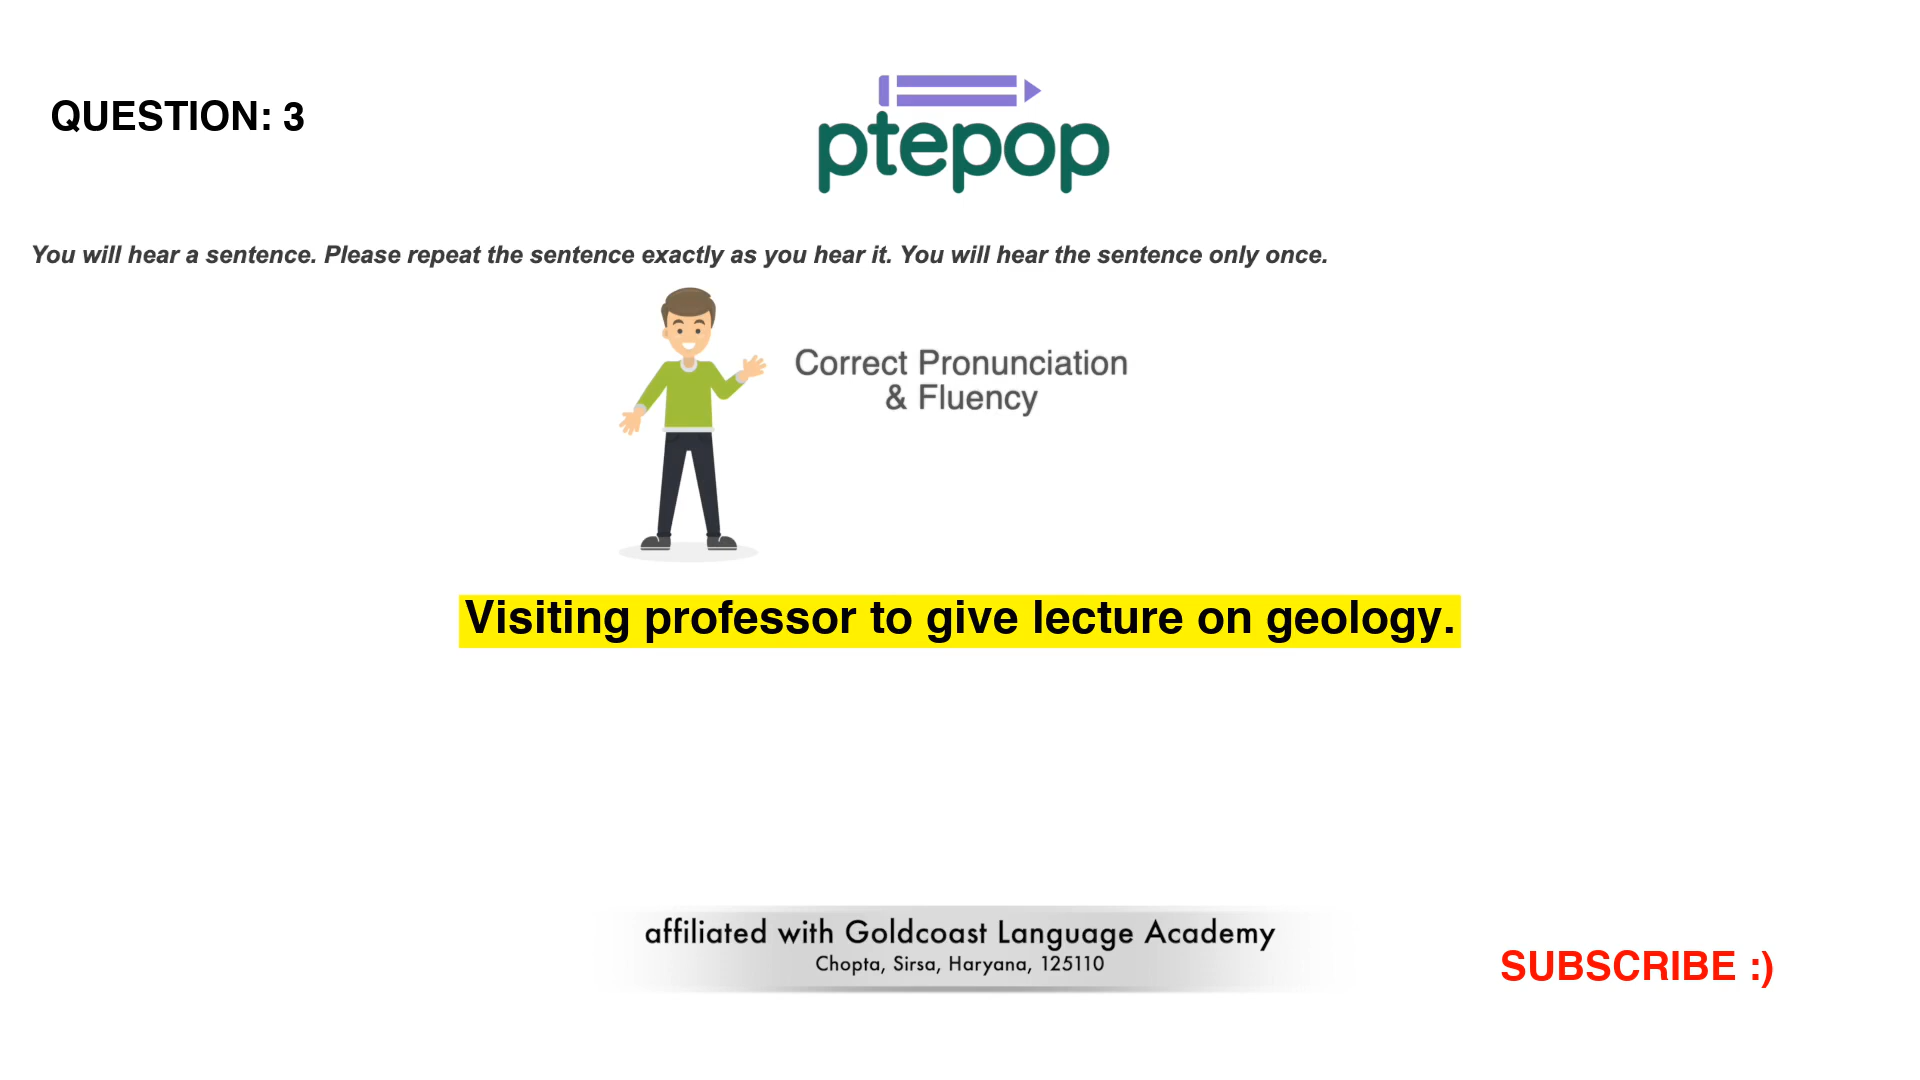 QUESTION: 3
ptepop
You will hear a sentence. Please repeat the sentence exactly as you hear it. You will hear the sentence only once.
Correct Pronunciation
& Fluency
Visiting professor to give lecture on geology.
affiliated with Goldcoast Language Academy
Chopta, Sirsa, Haryana, 125110
SUBSCRIBE :)